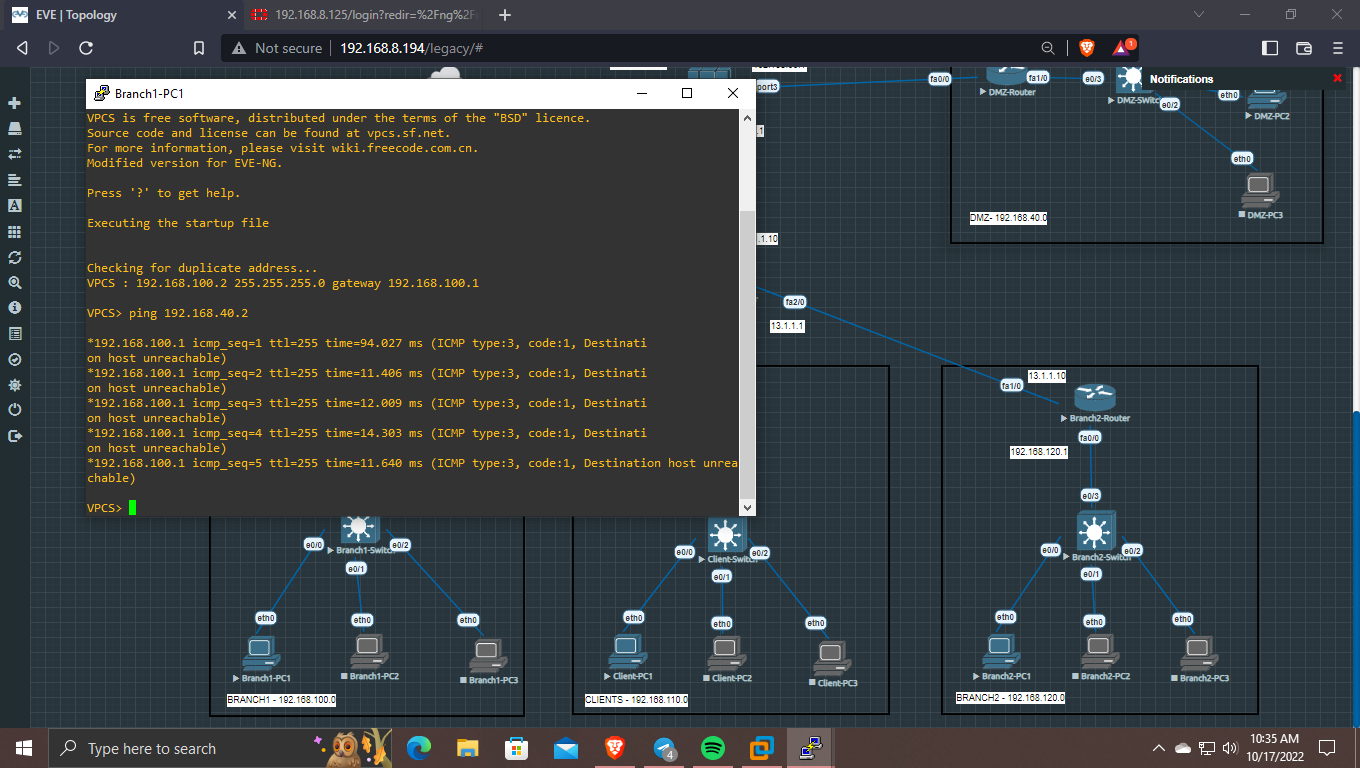 EVE | Topology
192.168.8.125/login?redir=%2Fng%2F
Not secure
192.168.8.194/legacy/#
1
Branch1-PC1
VPCS is free software, distributed under the terms of the "BSD" licence.
Source code and license can be found at vpcs.sf.net.
For more information, please visit wiki.freecode.com.cn.
Modified version for EVE-NG.
Press '?' to get help.
Executing the startup file
Checking for duplicate address...
VPCS : 192.168.100.2 255.255.255.0 gateway 192.168.100.1
VPCS> ping 192.168.40.2
*192.168.100.1 icmp_seq=1 ttl=255 time=94.027 ms (ICMP type:3, code:1, Destinati
on host unreachable)
*192.168.100.1 icmp_seq=2 ttl=255 time=11.406 ms (ICMP type:3, code:1, Destinati
on host unreachable)
*192.168.100.1 icmp_seq=3 ttl=255 time=12.009 ms (ICMP type:3, code:1, Destinati
on host unreachable)
*192.168.100.1 icmp_seq=4 ttl=255 time=14.303 ms (ICMP type:3, code:1, Destinati
on host unreachable)
*192.168.100.1 icmp_seq=5 ttl=255 time=11.640 ms (ICMP type:3, code:1, Destination host unrea
chable)
VPCS>
port3
fa0/0
DMZ-Router
fa1/0
e0/3
DMZ-Switch
Notifications
e0/2
eth0
DMZ-PC2
eth0
DMZ-PC3
DMZ- 192.168.40.0
.1
.1.10
fa2/0
13.1.1.1
fa1/0
13.1.1.10
Branch2-Router
fa0/0
192.168.120.1
e0/3
e0/0
Branch1-Switch
e0/2
e0/1
eth0
eth0
eth0
Branch1-PC1
Branch1-PC2
Branch1-PC3
BRANCH1 - 192.168.100.0
e0/0
Client-Switch
e0/2
e0/1
eth0
eth0
eth0
Client-PC1
Client-PC2
Client-PC3
CLIENTS - 192.168.110.0
e0/0
Branch2-Switch
e0/2
e0/1
eth0
eth0
eth0
Branch2-PC1
Branch2-PC2
Branch2-PC3
BRANCH2 - 192.168.120.0
Type here to search
4
10:35 AM
10/17/2022